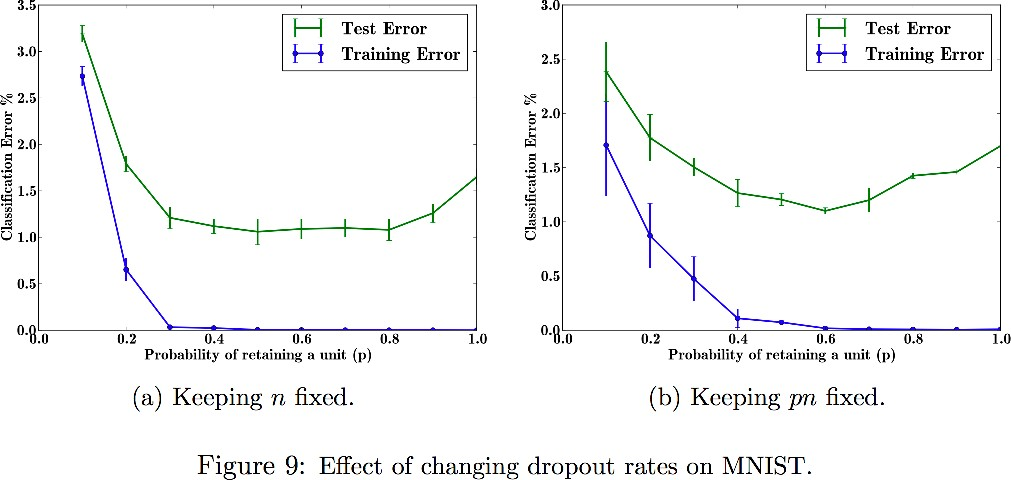 3.5
3.0
2.5
2.0
1.5
1.0
0.5
0.0
Classification Error %
Test Error
Training Error
0.0 0.2 0.4 0.6 0.8 1.0
Probability of retaining a unit (p)
(a) Keeping n fixed.
3.0
2.5
2.0
1.5
1.0
0.5
0.0
Classification Error %
Test Error
Training Error
0.0 0.2 0.4 0.6 0.8 1.0
Probability of retaining a unit (p)
(b) Keeping pn fixed.
Figure 9: Effect of changing dropout rates on MNIST.